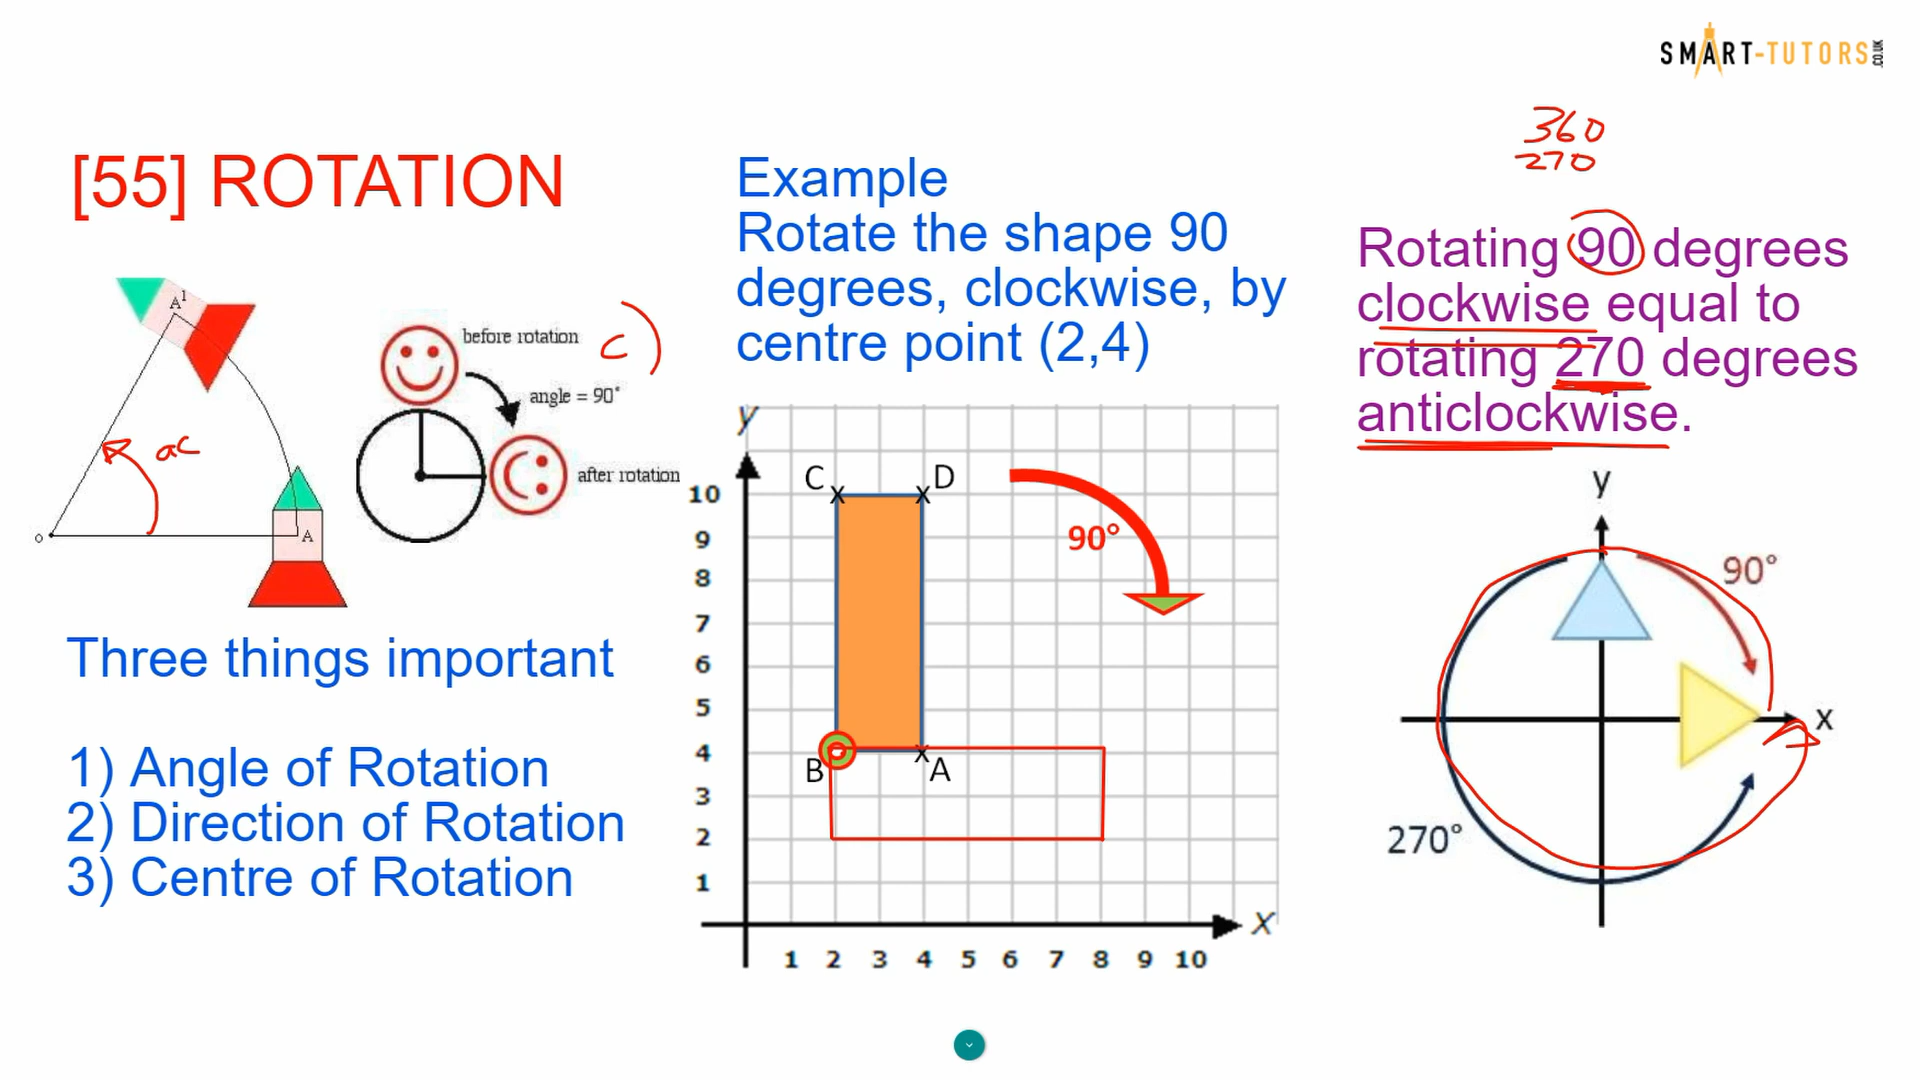 SMART-TUTORS.CO.UK
360
270
[55] ROTATION
A¹
before rotation
c
angle = 90°
ac
after rotation
o
A
Three things important
1) Angle of Rotation
2) Direction of Rotation
3) Centre of Rotation
Example
Rotate the shape 90
degrees, clockwise, by
centre point (2,4)
y
C
D
x
x
90°
B
x
A
10
9
8
7
6
5
4
3
2
1
x
1 2 3 4 5 6 7 8 9 10
Rotating 90 degrees
clockwise equal to
rotating 270 degrees
anticlockwise.
y
90°
x
270°